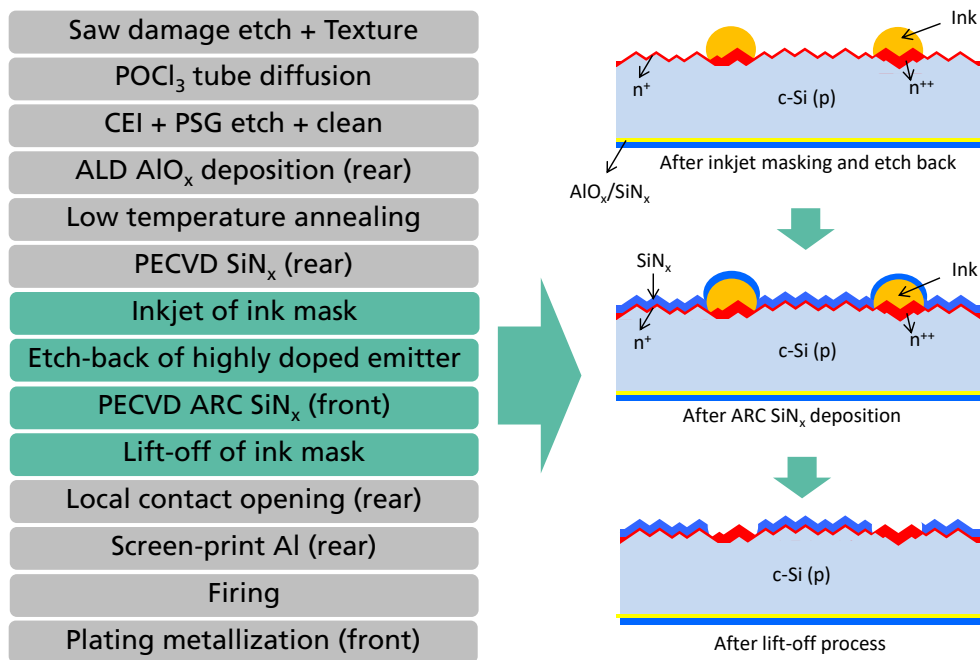 Saw damage etch + Texture
POCl₃ tube diffusion
CEI + PSG etch + clean
ALD AlOₓ deposition (rear)
Low temperature annealing
PECVD SiNₓ (rear)
Inkjet of ink mask
Etch-back of highly doped emitter
PECVD ARC SiNₓ (front)
Lift-off of ink mask
Local contact opening (rear)
Screen-print Al (rear)
Firing
Plating metallization (front)
Ink
n⁺
n⁺⁺
c-Si (p)
After inkjet masking and etch back
AlOₓ/SiNₓ
SiNₓ
Ink
n⁺
n⁺⁺
c-Si (p)
After ARC SiNₓ deposition
c-Si (p)
After lift-off process